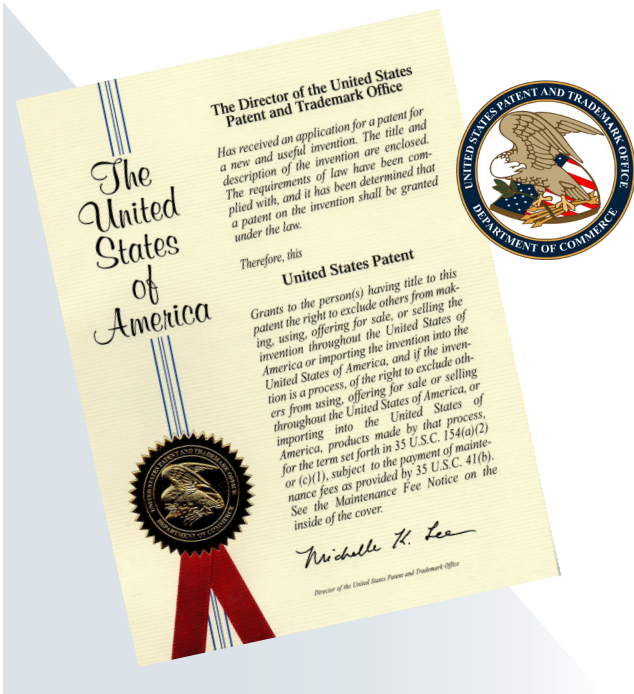 The
United
States
of
America
The Director of the United States
Patent and Trademark Office
Has received an application for a patent for
a new and useful invention. The title and
description of the invention are enclosed.
The requirements of law have been com-
plied with, and it has been determined that
a patent on the invention shall be granted
under the law.
Therefore, this
United States Patent
Grants to the person(s) having title to this
patent the right to exclude others from mak-
ing, using, offering for sale, or selling the
invention throughout the United States of
America or importing the invention into the
United States of America, and if the inven-
tion is a process, of the right to exclude oth-
ers from using, offering for sale or selling
throughout the United States of America, or
importing into the United States of
America, products made by that process,
for the term set forth in 35 U.S.C. 154(a)(2)
or (c)(1), subject to the payment of mainte-
nance fees as provided by 35 U.S.C. 41(b).
See the Maintenance Fee Notice on the
inside of the cover.
Michelle K. Lee
Director of the United States Patent and Trademark Office
UNITED STATES PATENT AND TRADEMARK OFFICE
DEPARTMENT OF COMMERCE
UNITED STATES PATENT AND TRADEMARK OFFICE
DEPARTMENT OF COMMERCE